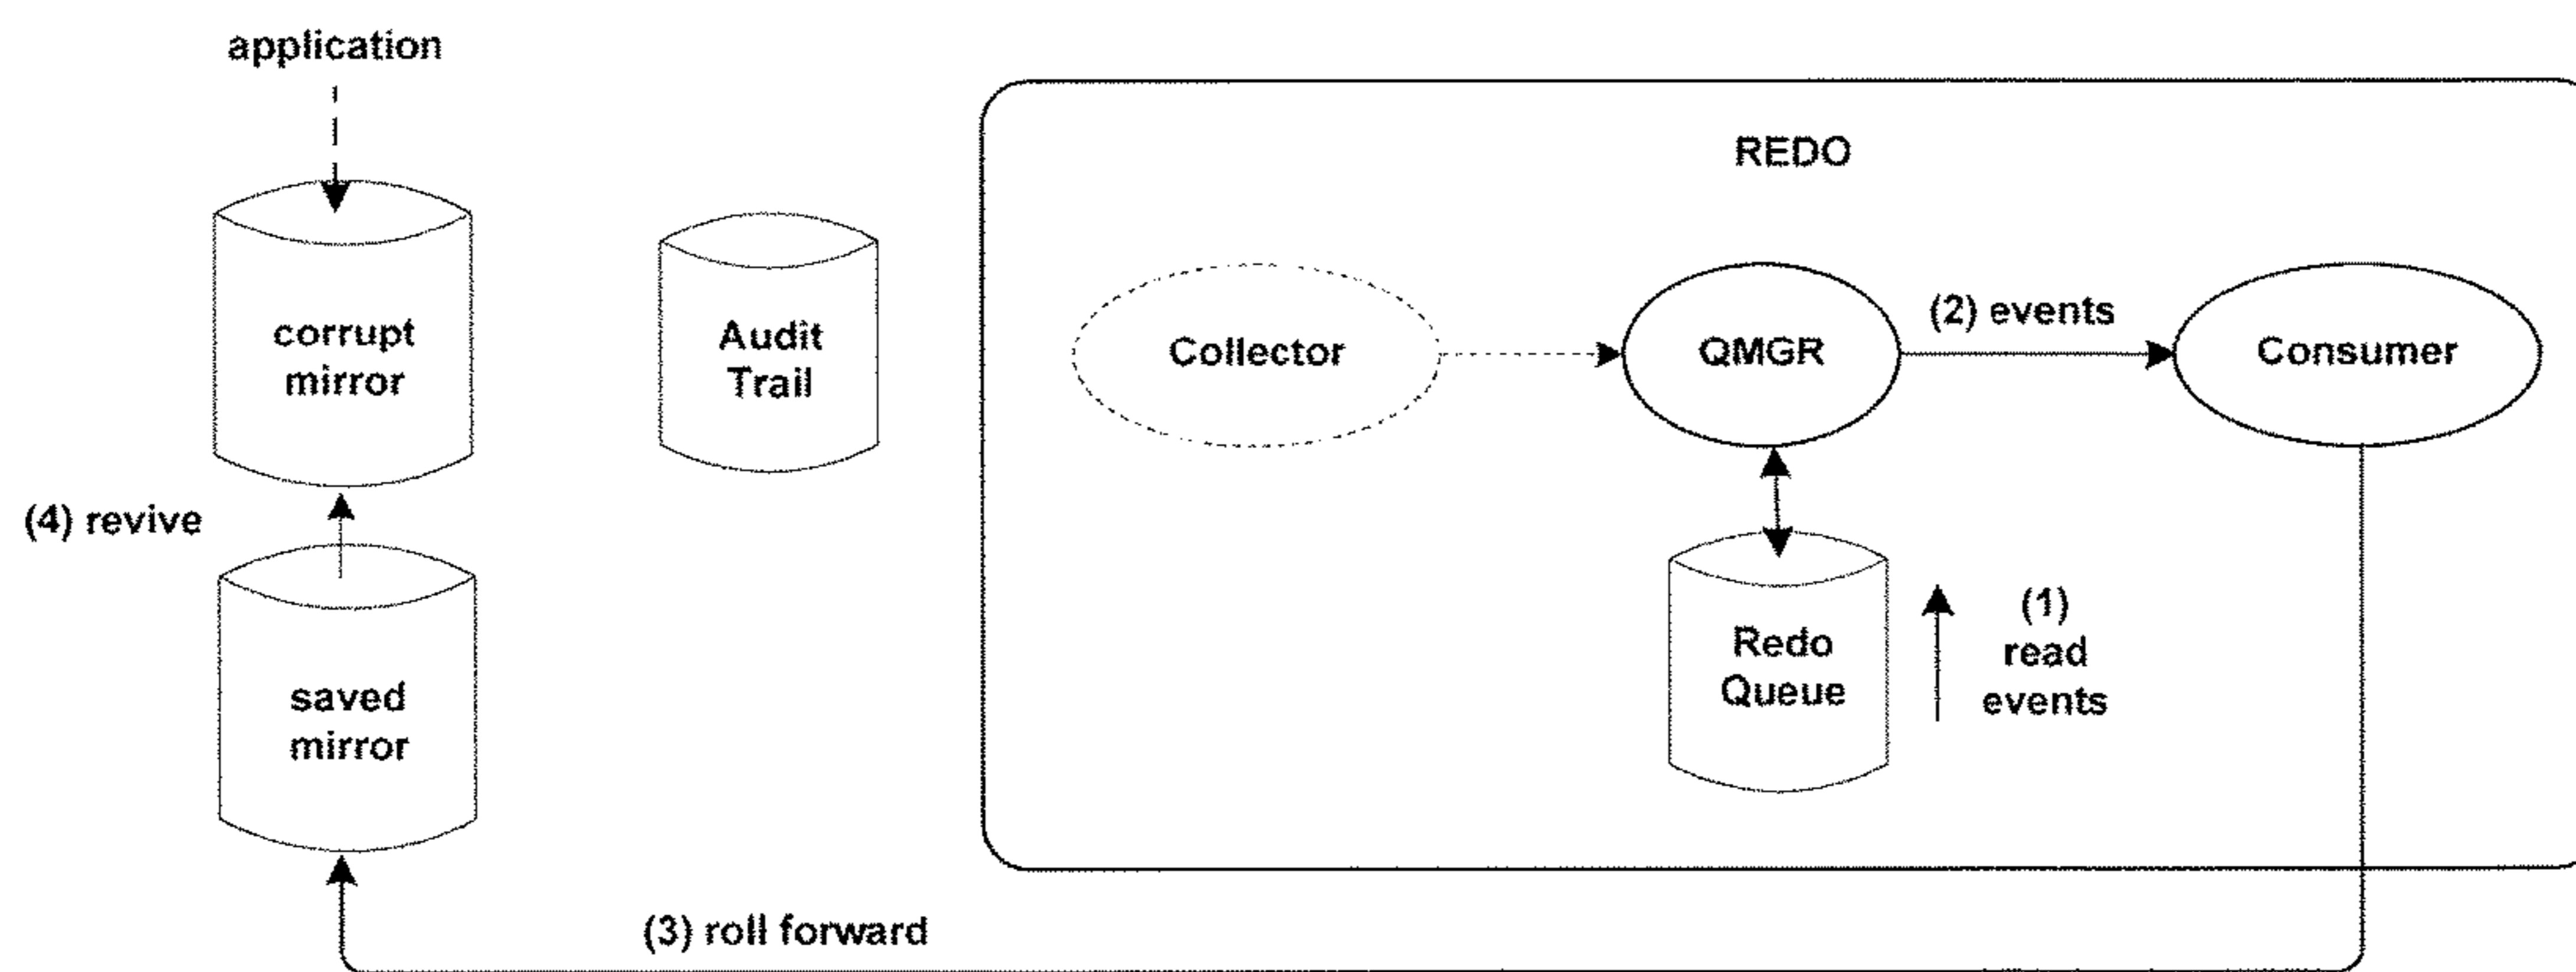 application
REDO
corrupt
mirror
Audit
Trail
Collector
QMGR
(2) events
Consumer
(4) revive
saved
mirror
Redo
Queue
(1)
read
events
(3) roll forward